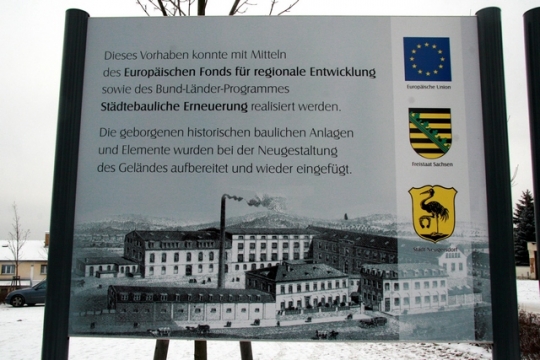 Dieses Vorhaben konnte mit Mitteln
des Europäischen Fonds für regionale Entwicklung
sowie des Bund-Länder-Programmes
Städtebauliche Erneuerung realisiert werden.
Die geborgenen historischen baulichen Anlagen
und Elemente wurden bei der Neugestaltung
des Geländes aufbereitet und wieder eingefügt.
Europäische Union
Freistaat Sachsen
Stadt